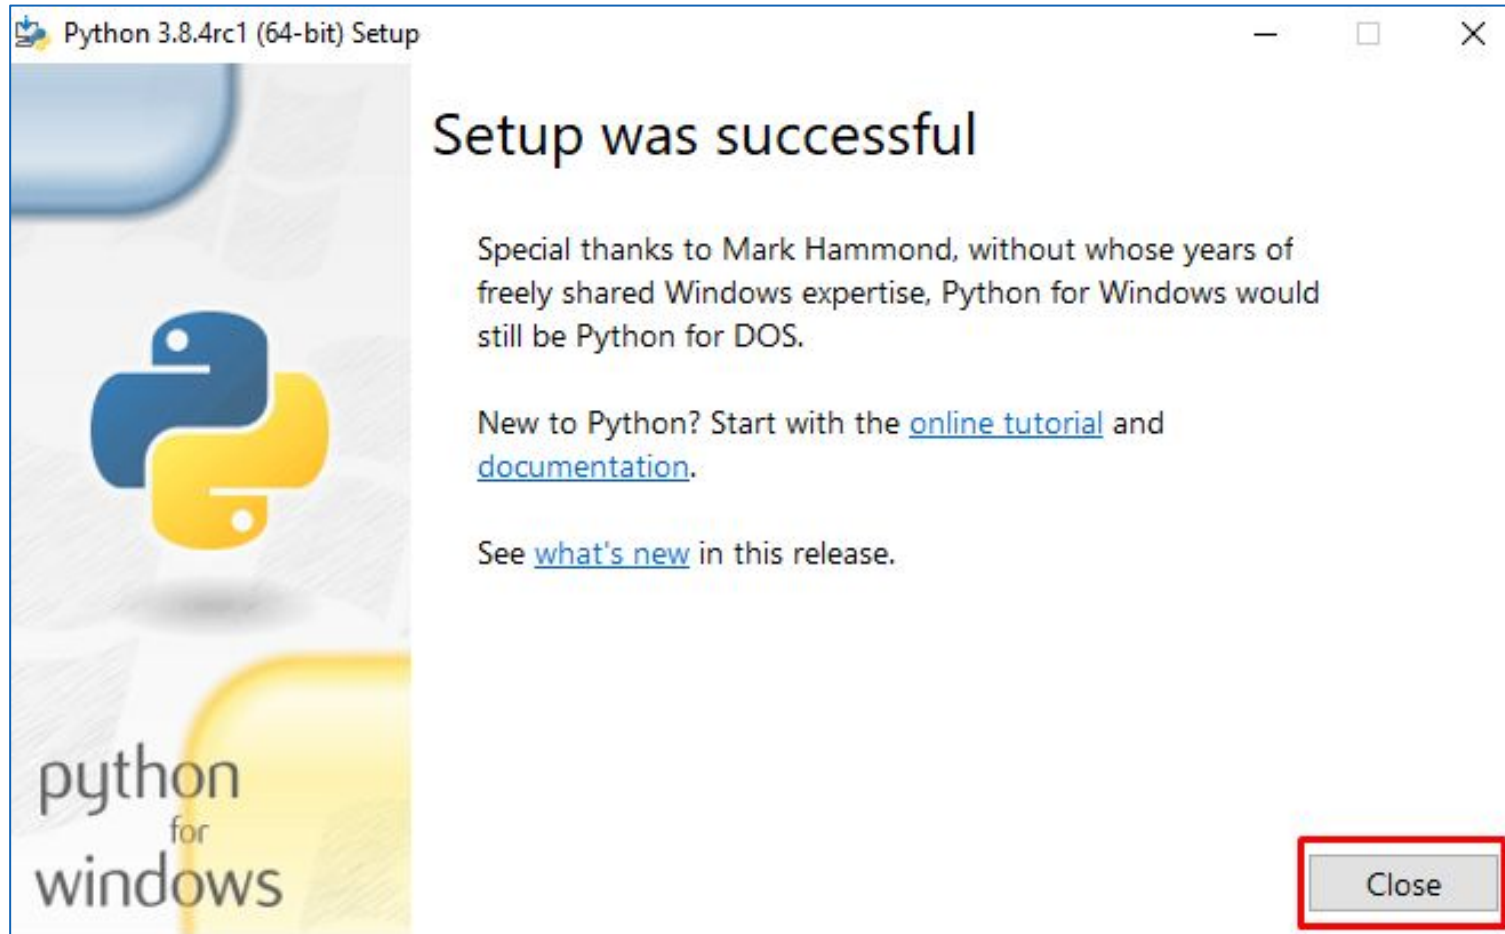 Python 3.8.4rc1 (64-bit) Setup
Setup was successful
Special thanks to Mark Hammond, without whose years of
freely shared Windows expertise, Python for Windows would
still be Python for DOS.
New to Python? Start with the online tutorial and
documentation.
See what's new in this release.
python
for
windows
Close